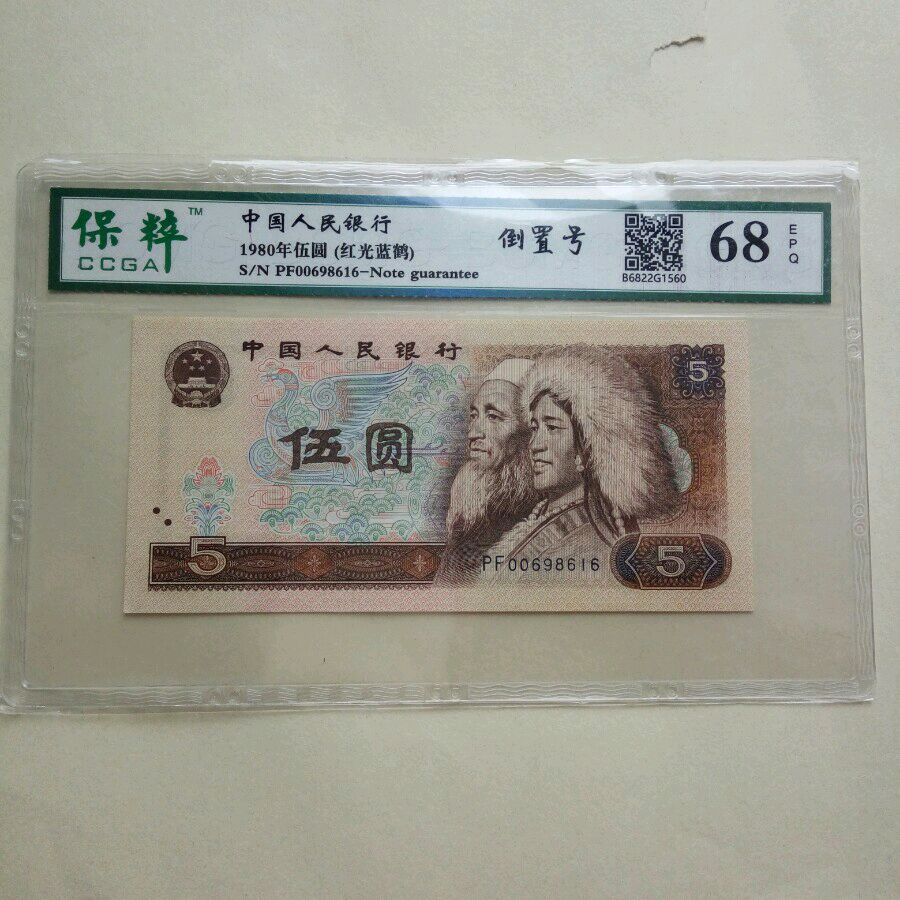 保粹™
CCGA
中国人民银行
1980年伍圆 (红光蓝鹤)
S/N PF00698616-Note guarantee
倒置号
B6822G1560
68
EPQ
中国人民银行
5
伍圆
5
PF00698616
5